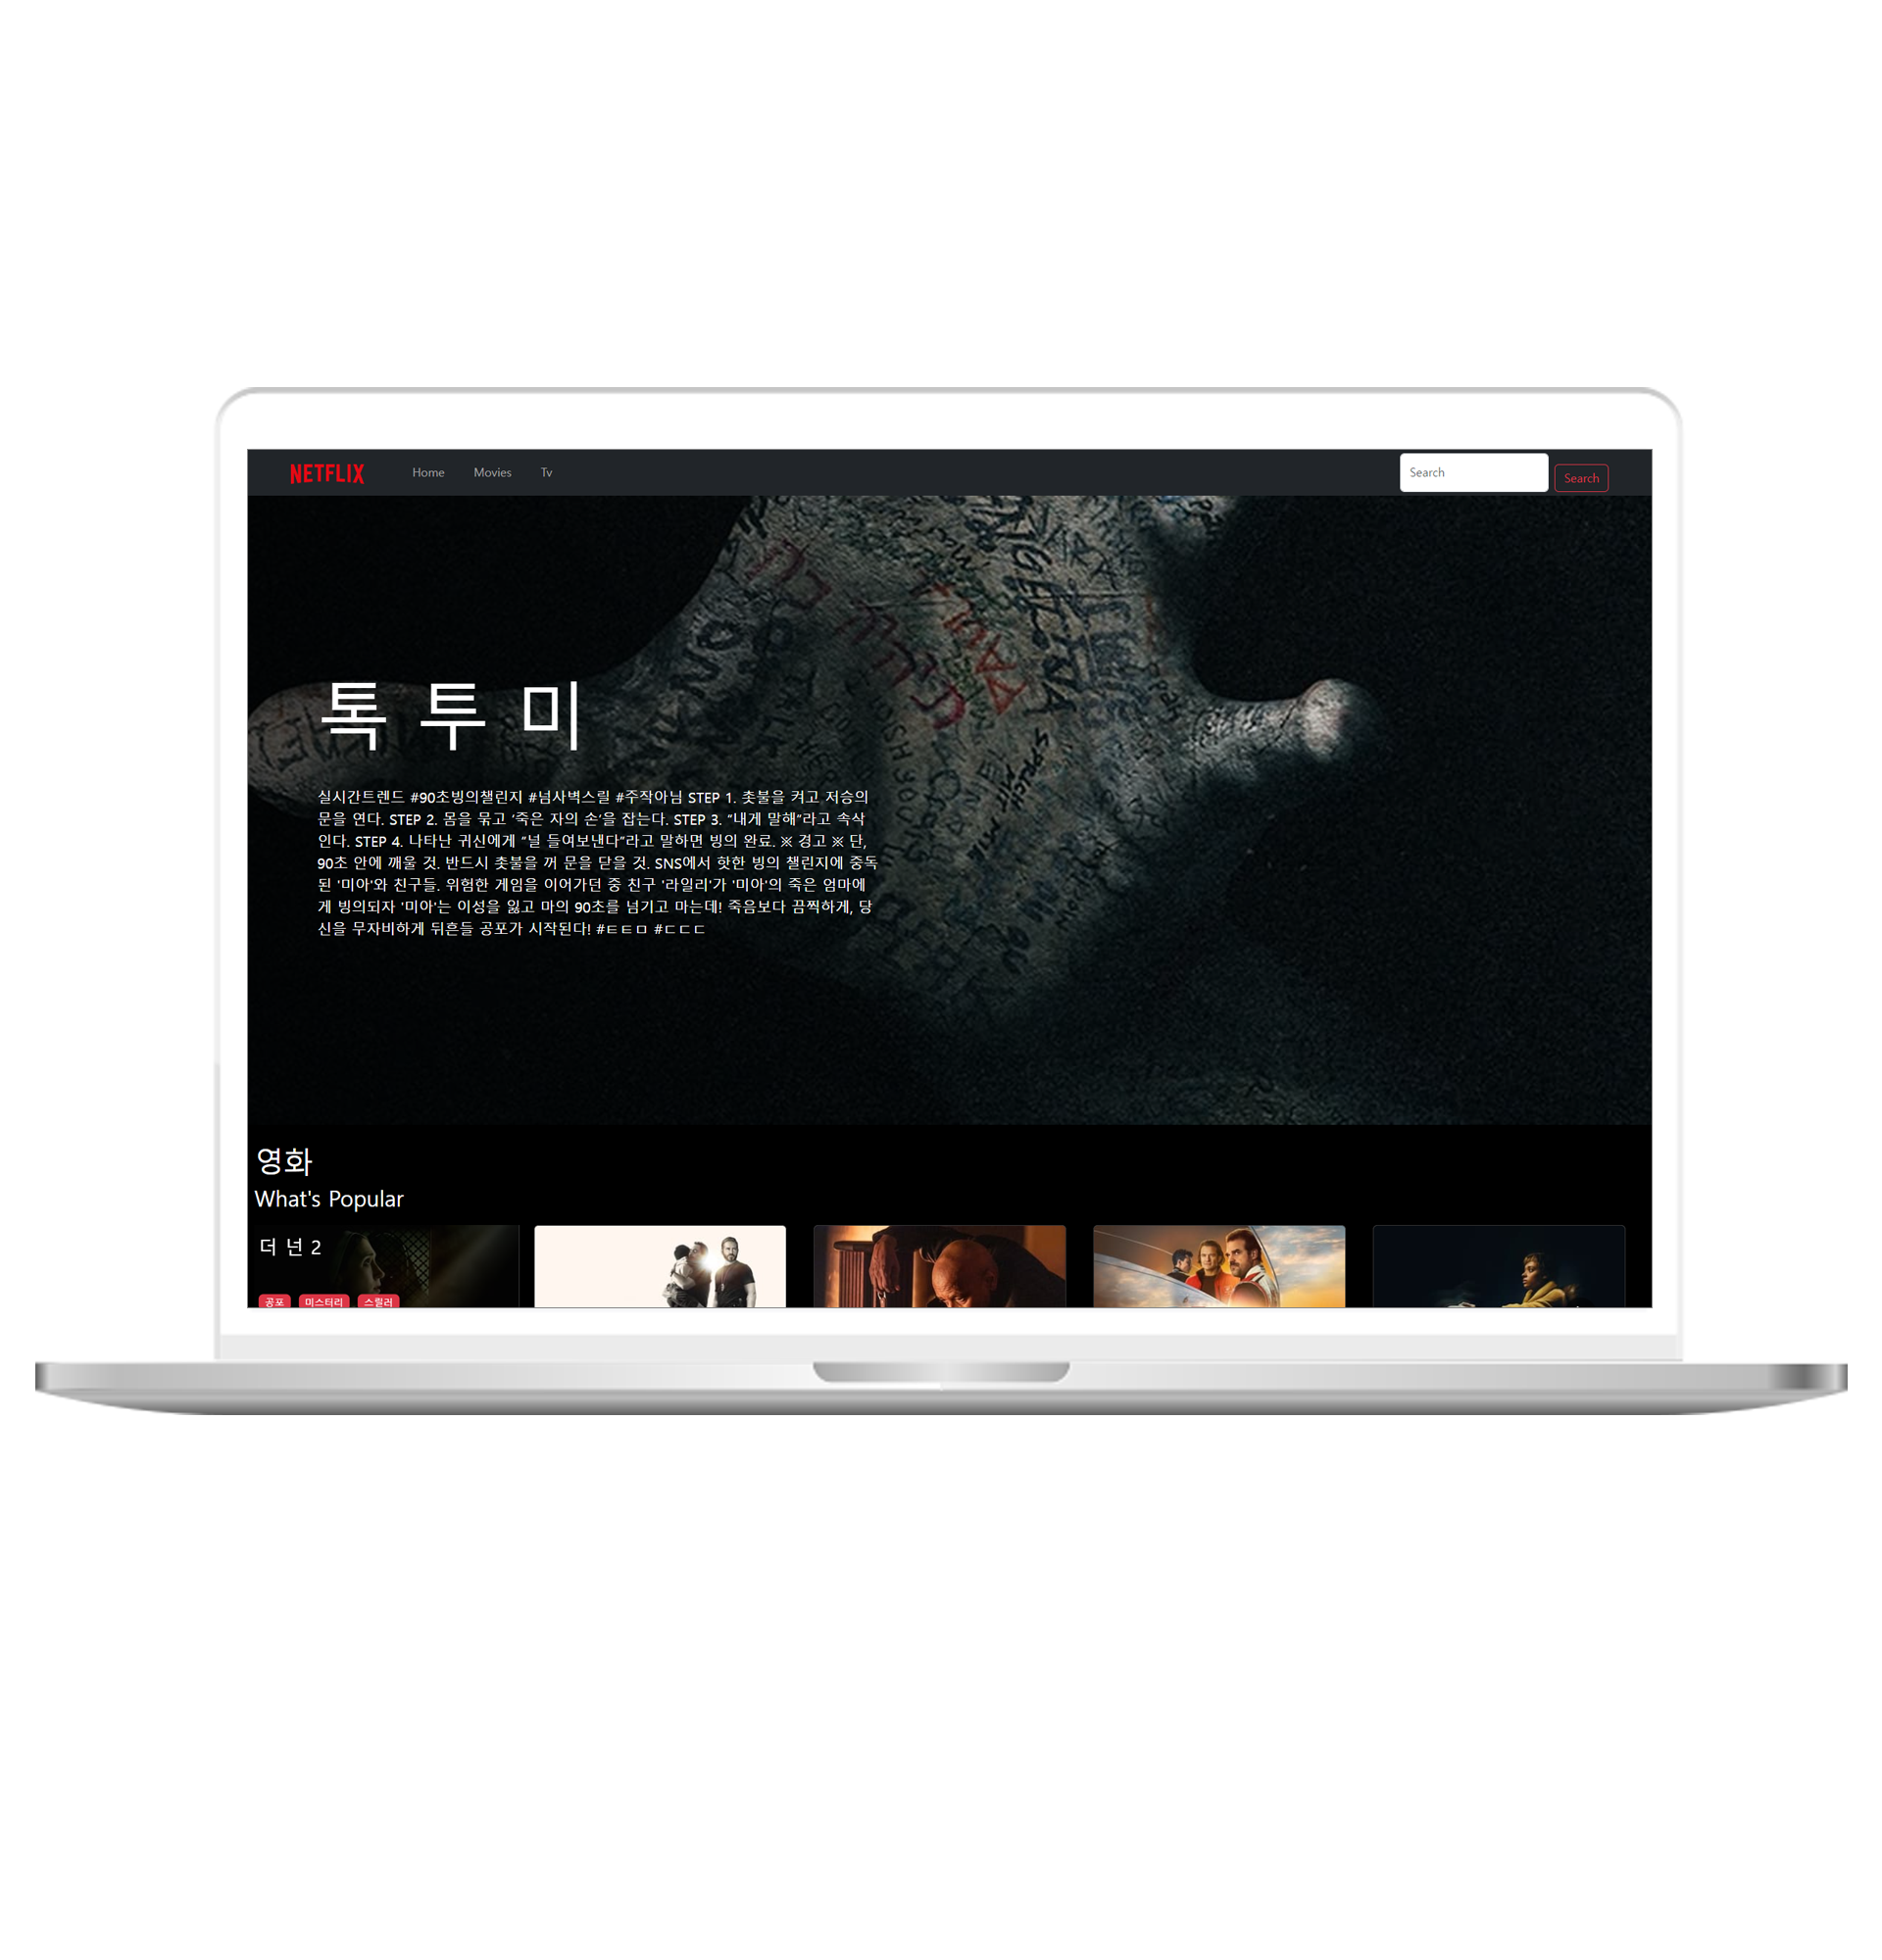 NETFLIX Home Movies Tv Search Search
톡 투 미
실시간트렌드 #90초빙의챌린지 #넘사벽스릴 #주작아님 STEP 1. 촛불을 켜고 저승의
문을 연다. STEP 2. 몸을 묶고 ‘죽은 자의 손’을 잡는다. STEP 3. “내게 말해”라고 속삭
인다. STEP 4. 나타난 귀신에게 “널 들여보낸다”라고 말하면 빙의 완료. ※ 경고 ※ 단,
90초 안에 깨울 것. 반드시 촛불을 꺼 문을 닫을 것. SNS에서 핫한 빙의 챌린지에 중독
된 '미아'와 친구들. 위험한 게임을 이어가던 중 친구 '라일리'가 '미아'의 죽은 엄마에
게 빙의되자 '미아'는 이성을 잃고 마의 90초를 넘기고 마는데! 죽음보다 끔찍하게, 당
신을 무자비하게 뒤흔들 공포가 시작된다! #ㅌㅌㅁ #ㄷㄷㄷ
영화
What's Popular
더 넌 2
공포 미스터리 스릴러